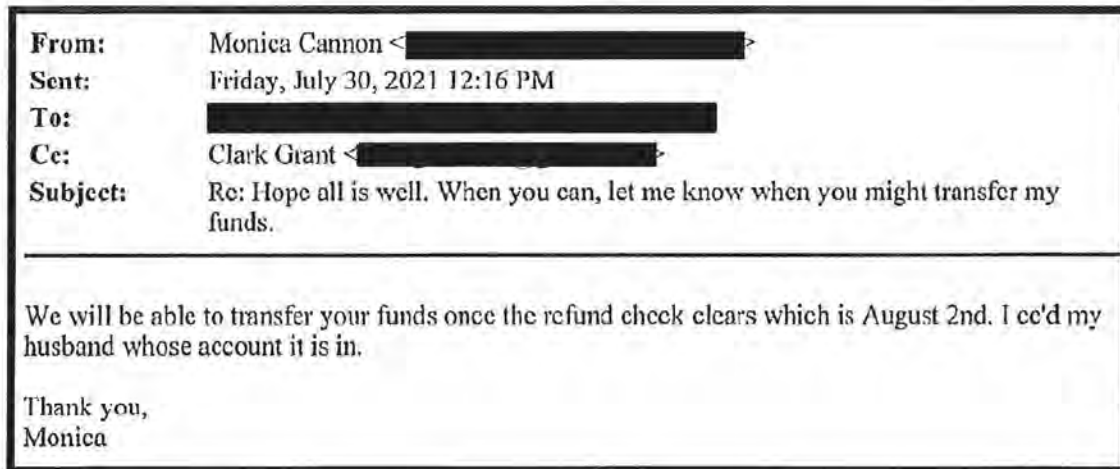 From: Monica Cannon < >
Sent: Friday, July 30, 2021 12:16 PM
To:
Cc: Clark Grant < >
Subject: Re: Hope all is well. When you can, let me know when you might transfer my
funds.
We will be able to transfer your funds once the refund check clears which is August 2nd. I cc'd my
husband whose account it is in.
Thank you,
Monica